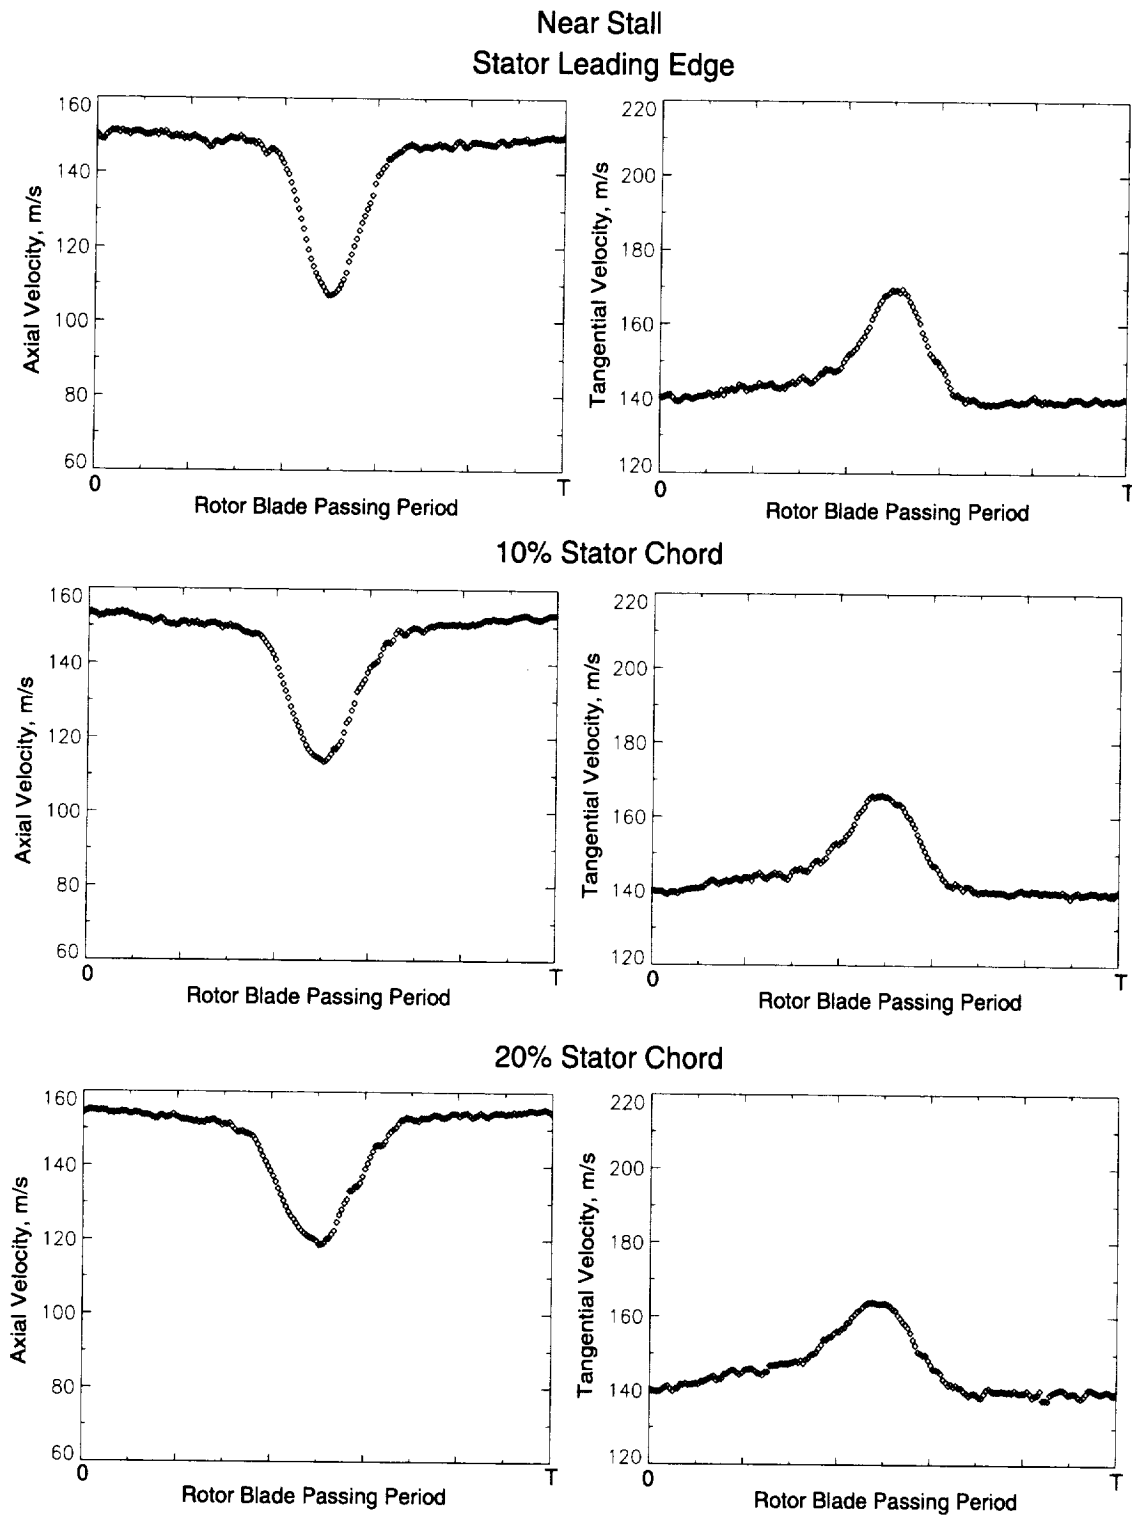 Near Stall
Stator Leading Edge
160
140
120
100
80
60
Axial Velocity, m/s
0
T
Rotor Blade Passing Period
220
200
180
160
140
120
Tangential Velocity, m/s
0
T
Rotor Blade Passing Period
10% Stator Chord
160
140
120
100
80
60
Axial Velocity, m/s
0
T
Rotor Blade Passing Period
220
200
180
160
140
120
Tangential Velocity, m/s
0
T
Rotor Blade Passing Period
20% Stator Chord
160
140
120
100
80
60
Axial Velocity, m/s
0
T
Rotor Blade Passing Period
220
200
180
160
140
120
Tangential Velocity, m/s
0
T
Rotor Blade Passing Period